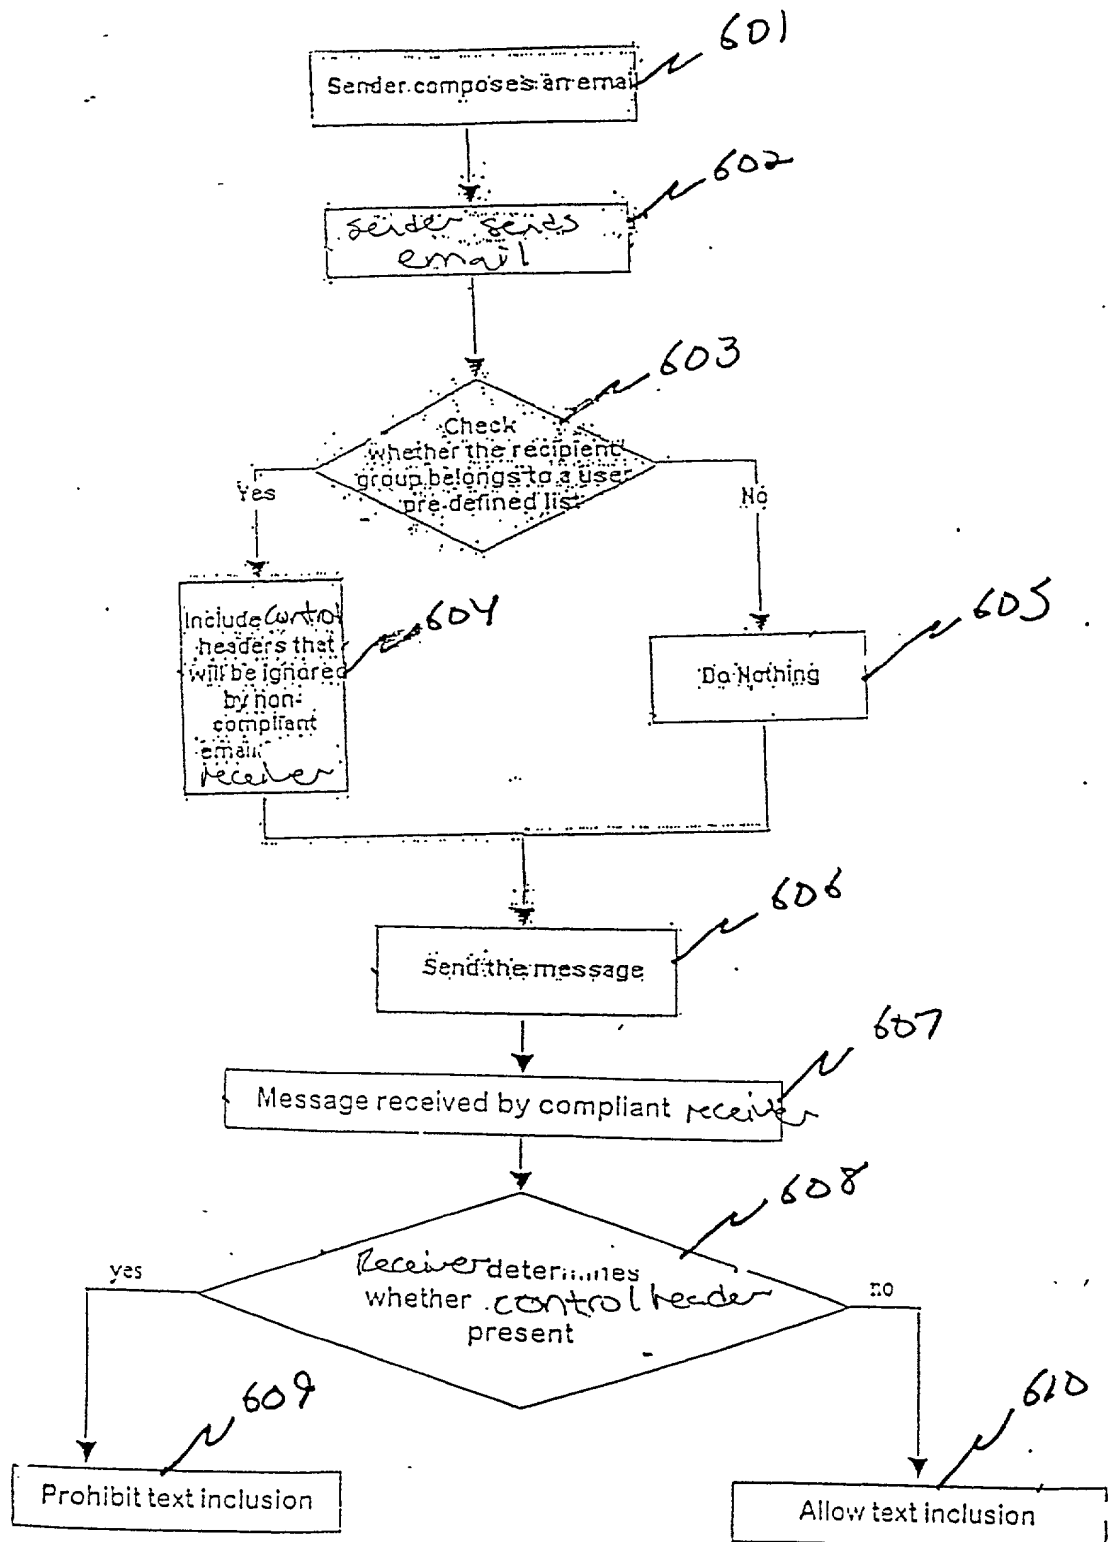 601
Sender composes an email
602
sender sends
email
603
Check
whether the recipient
group belongs to a user
pre-defined list
Yes
No
Include control
headers that
will be ignored
by non-
compliant
email
receiver
604
605
Do Nothing
606
Send the message
607
Message received by compliant receiver
608
Receiver determines
whether control header
present
yes
no
609
610
Prohibit text inclusion
Allow text inclusion